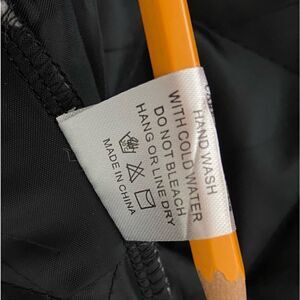 HAND WASH
WITH COLD WATER
DO NOT BLEACH
HANG OR LINE DRY
MADE IN CHINA